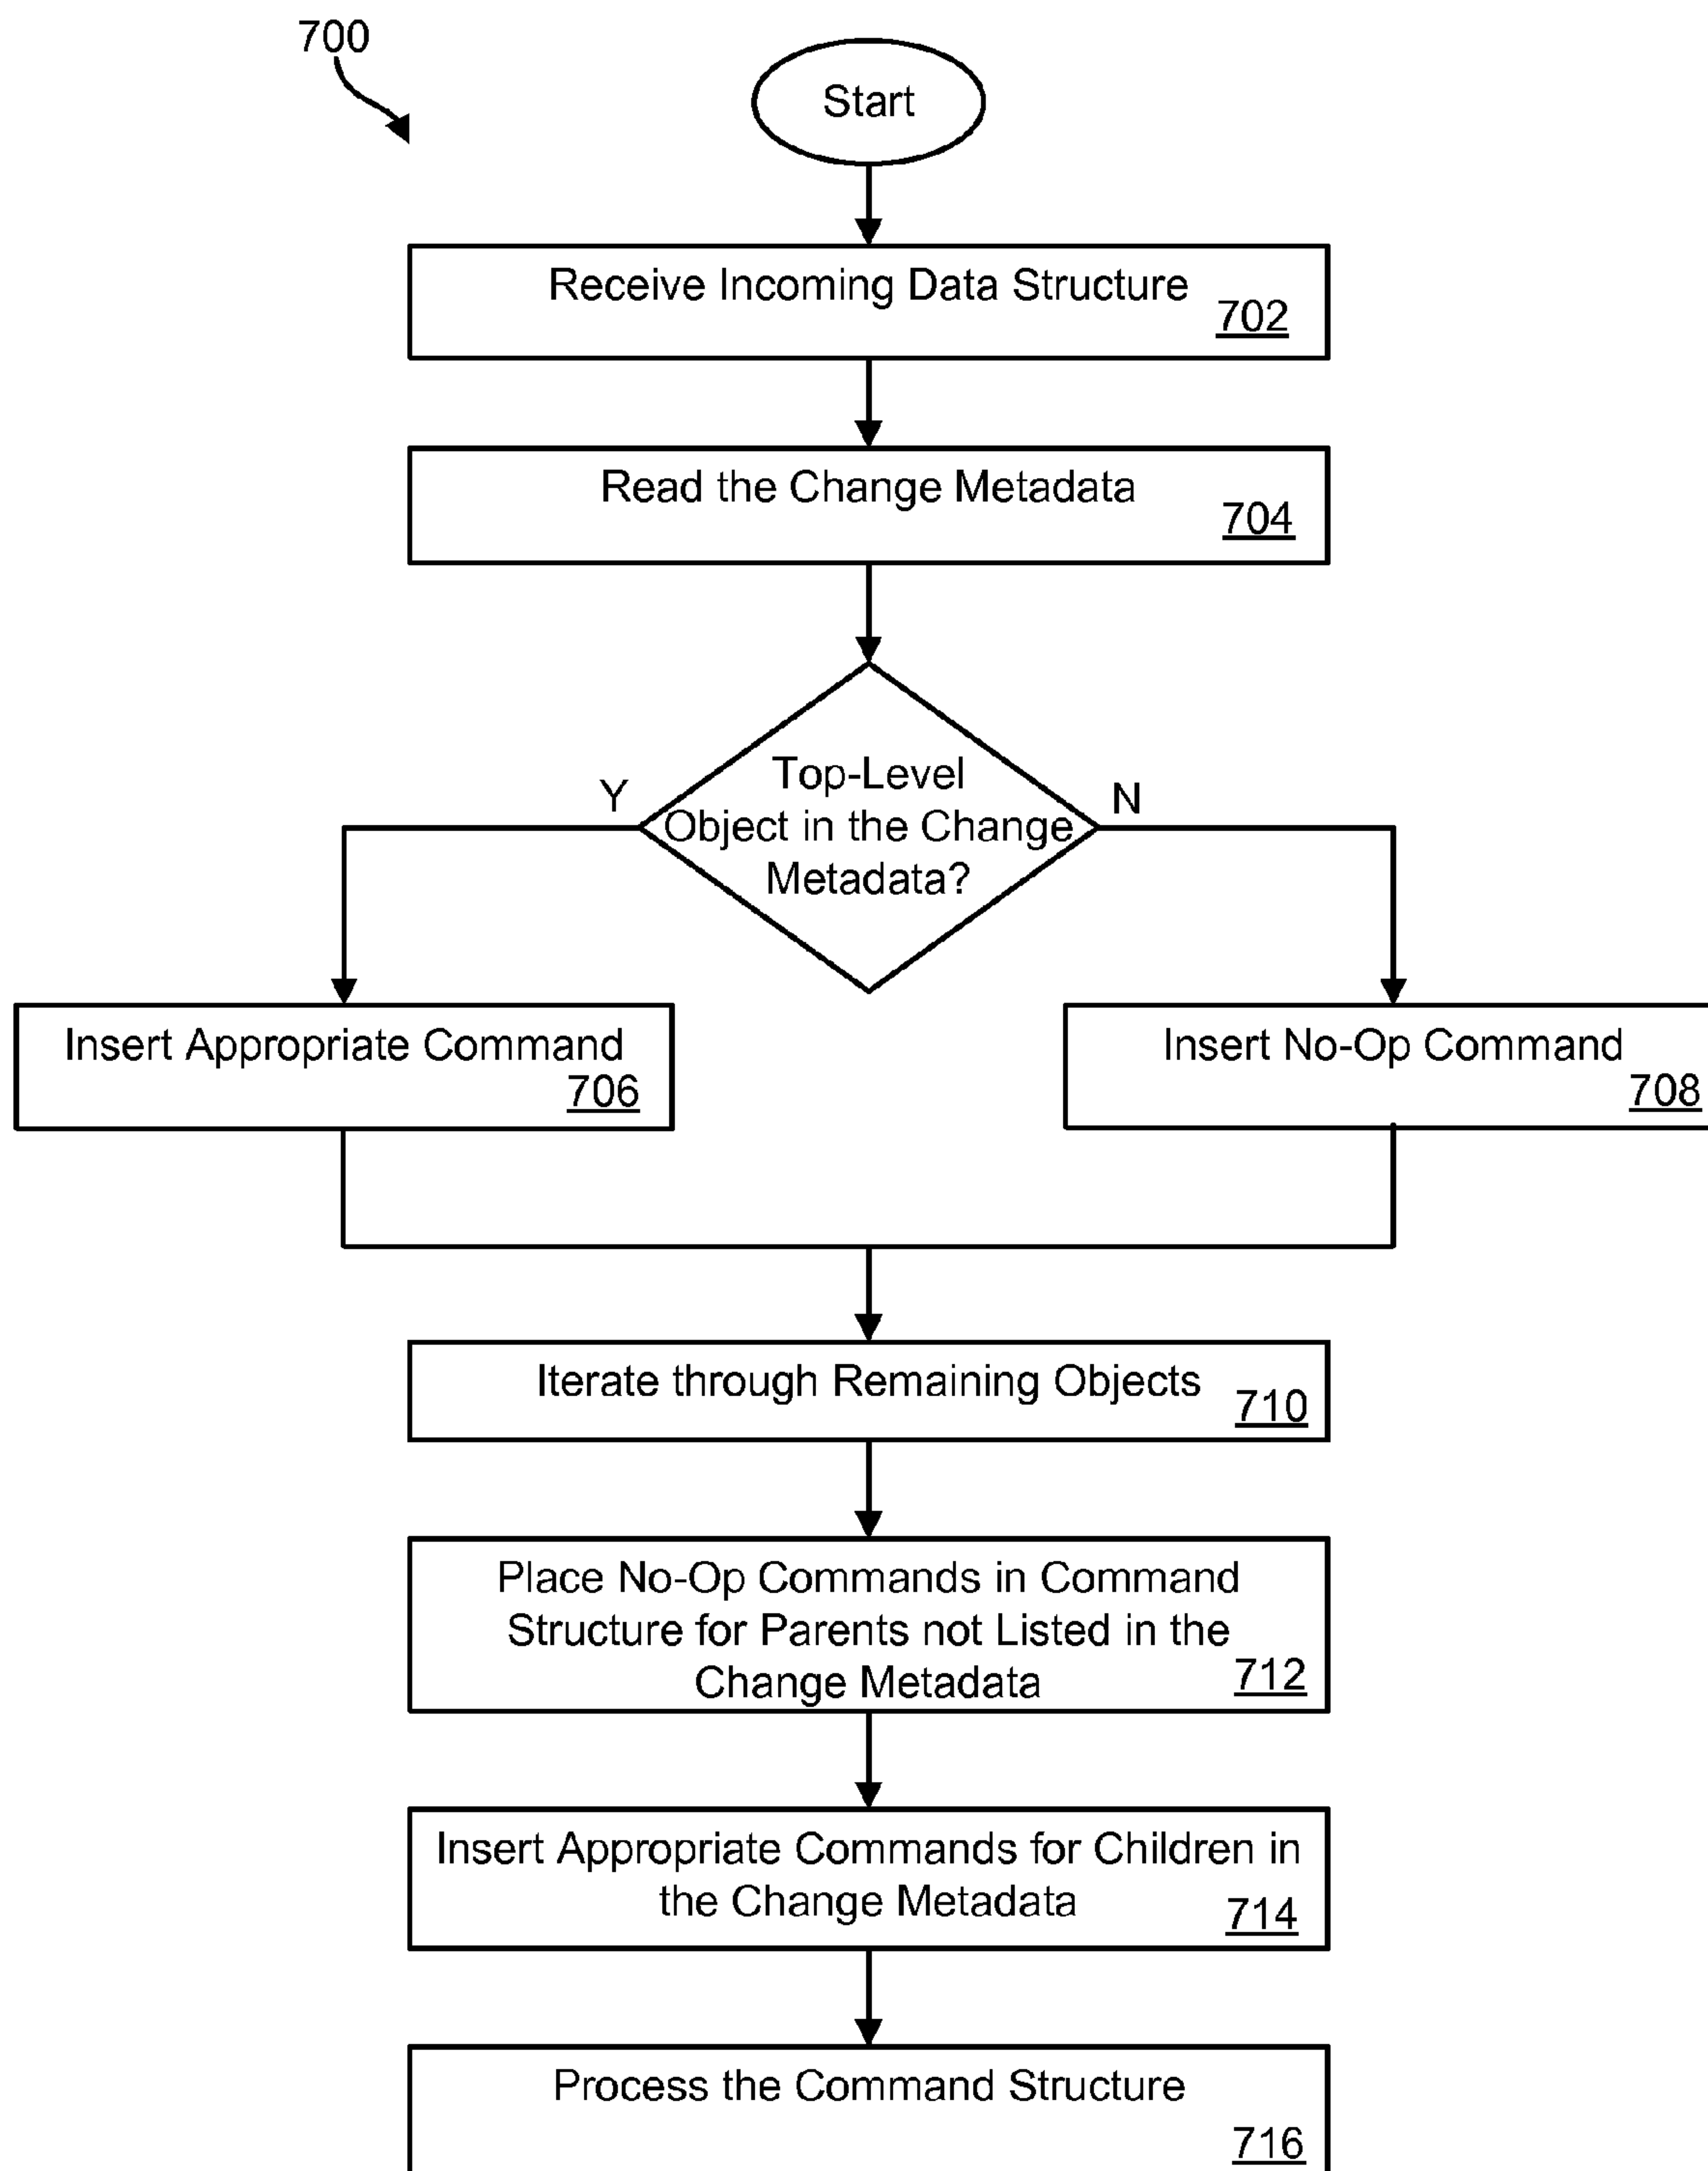 700
Start
Receive Incoming Data Structure
702
Read the Change Metadata
704
Top-Level
Object in the Change
Metadata?
Y
N
Insert Appropriate Command
706
Insert No-Op Command
708
Iterate through Remaining Objects
710
Place No-Op Commands in Command
Structure for Parents not Listed in the
Change Metadata
712
Insert Appropriate Commands for Children in
the Change Metadata
714
Process the Command Structure
716